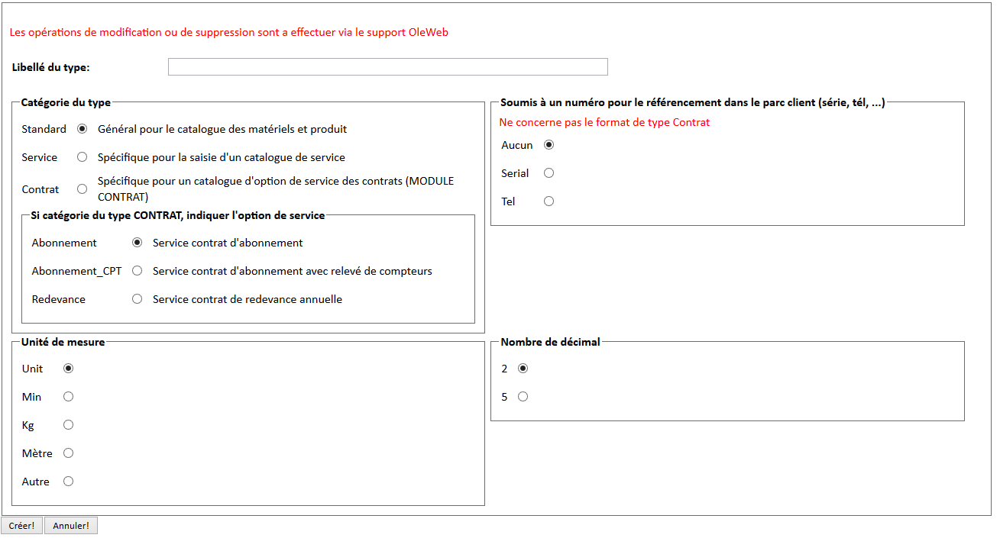 Les opérations de modification ou de suppression sont a effectuer via le support OleWeb
Libellé du type:
Catégorie du type
Standard Général pour le catalogue des matériels et produit
Service Spécifique pour la saisie d'un catalogue de service
Contrat Spécifique pour un catalogue d'option de service des contrats (MODULE
CONTRAT)
Si catégorie du type CONTRAT, indiquer l'option de service
Abonnement Service contrat d'abonnement
Abonnement_CPT Service contrat d'abonnement avec relevé de compteurs
Redevance Service contrat de redevance annuelle
Soumis à un numéro pour le référencement dans le parc client (série, tél, ...)
Ne concerne pas le format de type Contrat
Aucun
Serial
Tel
Unité de mesure
Unit
Min
Kg
Mètre
Autre
Nombre de décimal
2
5
Créer! Annuler!